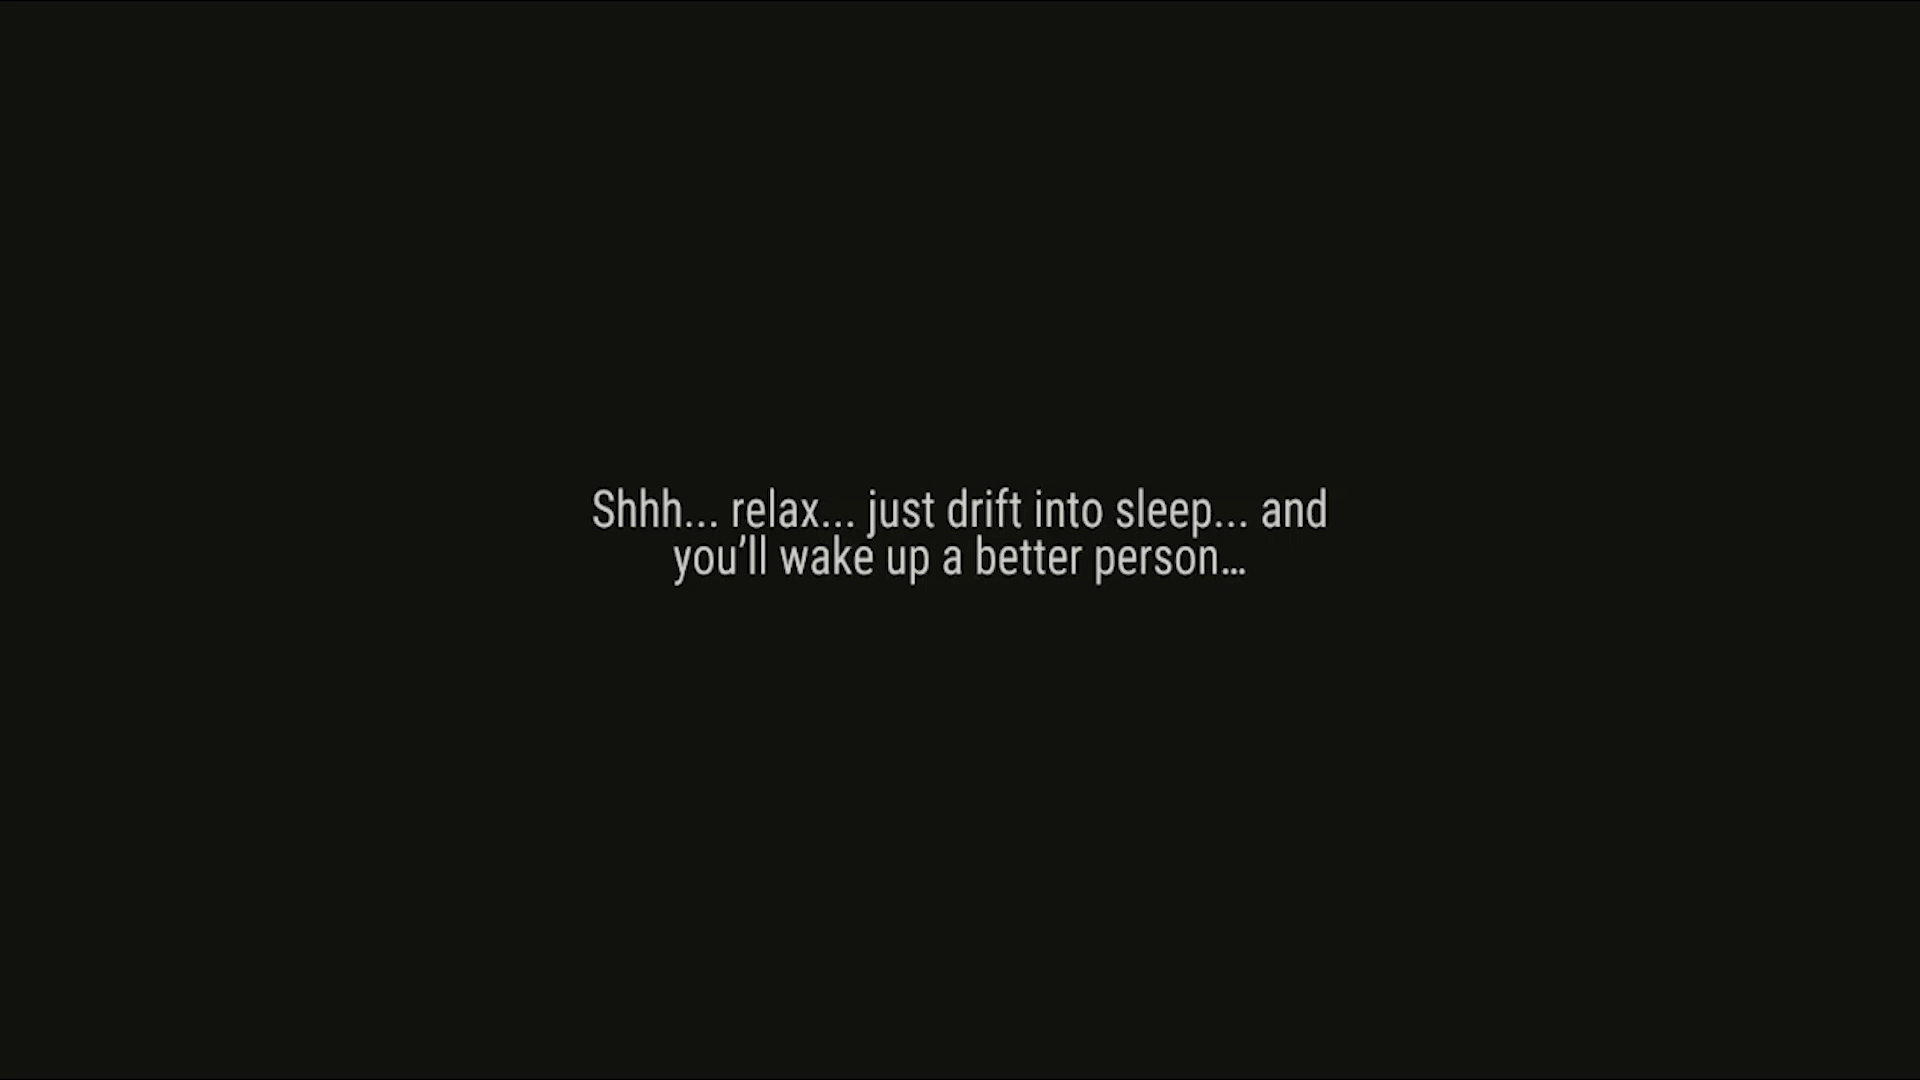 Shhh... relax... just drift into sleep... and
you’ll wake up a better person…